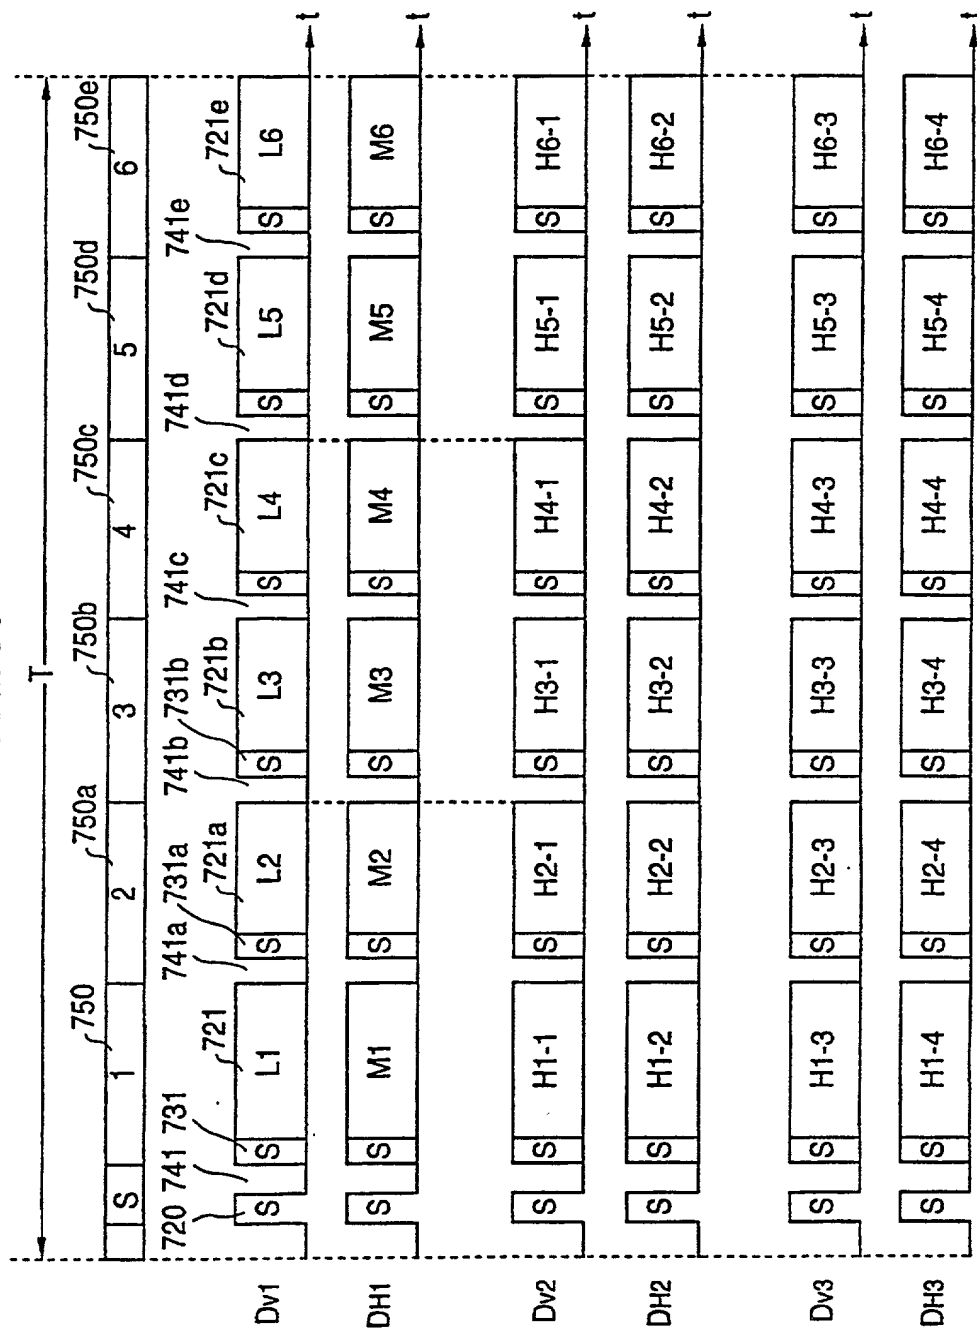 T
750 750a 750b 750c 750d 750e
S 1 2 3 4 5 6
720 741 731 721 741a 731a 721a 741b 731b 721b 741c 721c 741d 721d 741e 721e
Dv1 S S L1 S L2 S L3 S L4 S L5 S L6 t
DH1 S S M1 S M2 S M3 S M4 S M5 S M6 t
Dv2 S S H1-1 S H2-1 S H3-1 S H4-1 S H5-1 S H6-1 t
DH2 S S H1-2 S H2-2 S H3-2 S H4-2 S H5-2 S H6-2 t
Dv3 S S H1-3 S H2-3 S H3-3 S H4-3 S H5-3 S H6-3 t
DH3 S S H1-4 S H2-4 S H3-4 S H4-4 S H5-4 S H6-4 t